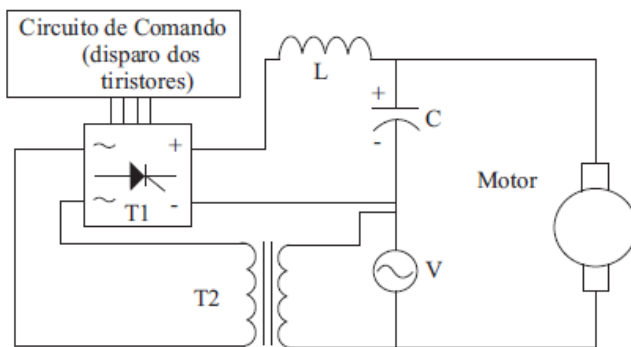 Circuito de Comando
(disparo dos
tiristores)
L
+
C
-
~
+
~
-
T1
Motor
T2
V